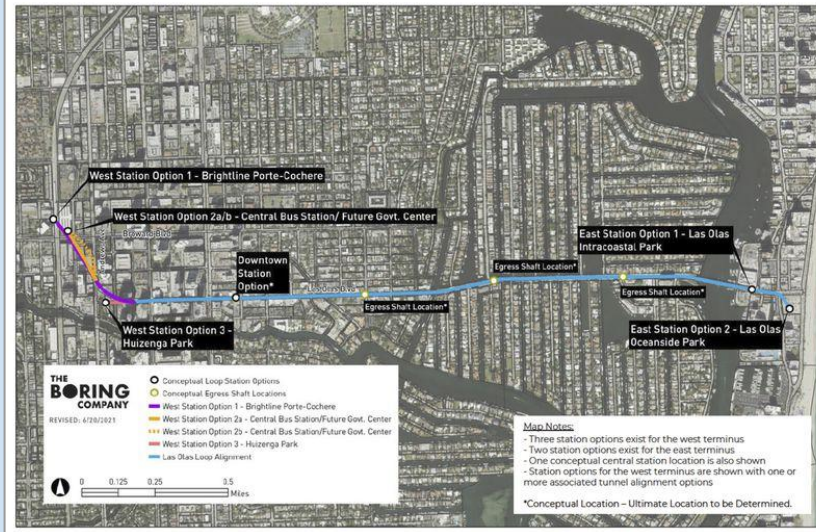 West Station Option 1 - Brightline Porte-Cochere
West Station Option 2a/b - Central Bus Station/ Future Govt. Center
Broward Blvd
Downtown
Station
Option*
Las Olas Blvd
Egress Shaft Location*
Egress Shaft Location*
Egress Shaft Location*
East Station Option 1 - Las Olas
Intracoastal Park
East Station Option 2 - Las Olas
Oceanside Park
West Station Option 3 -
Huizenga Park
THE
BORING
COMPANY
REVISED: 6/20/2021
Conceptual Loop Station Options
Conceptual Egress Shaft Locations
West Station Option 1 - Brightline Porte-Cochere
West Station Option 2a - Central Bus Station/Future Govt. Center
West Station Option 2b - Central Bus Station/Future Govt. Center
West Station Option 3 - Huizenga Park
Las Olas Loop Alignment
0 0.125 0.25 0.5
Miles
Map Notes:
- Three station options exist for the west terminus
- Two station options exist for the east terminus
- One conceptual central station location is also shown
- Station options for the west terminus are shown with one or
more associated tunnel alignment options
*Conceptual Location – Ultimate Location to be Determined.